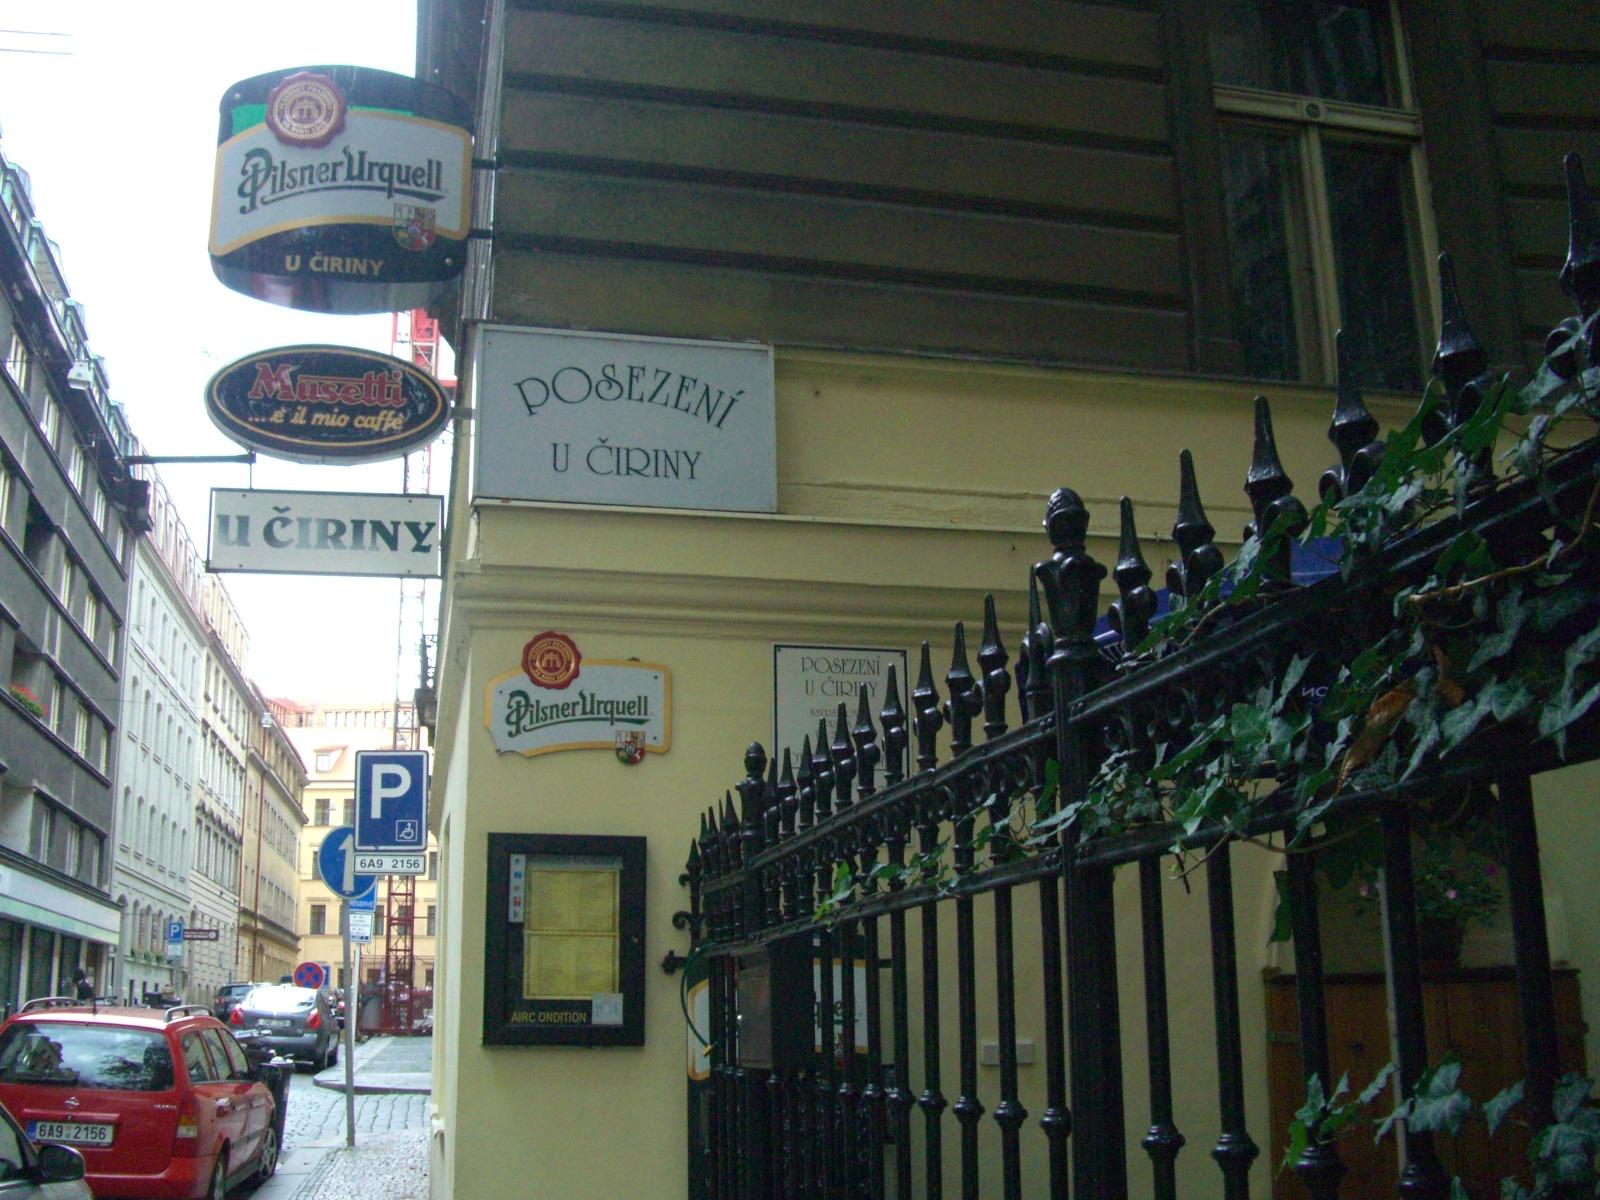 Pilsner Urquell
U ČIRINY
Musetti
...è il mio caffè
U ČIRINY
POSEZENÍ
U ČIRINY
Pilsner Urquell
POSEZENÍ
U ČIRINY
P
6A9 2156
RESERVÉ
AIRC ONDITION
P
6A9 2156